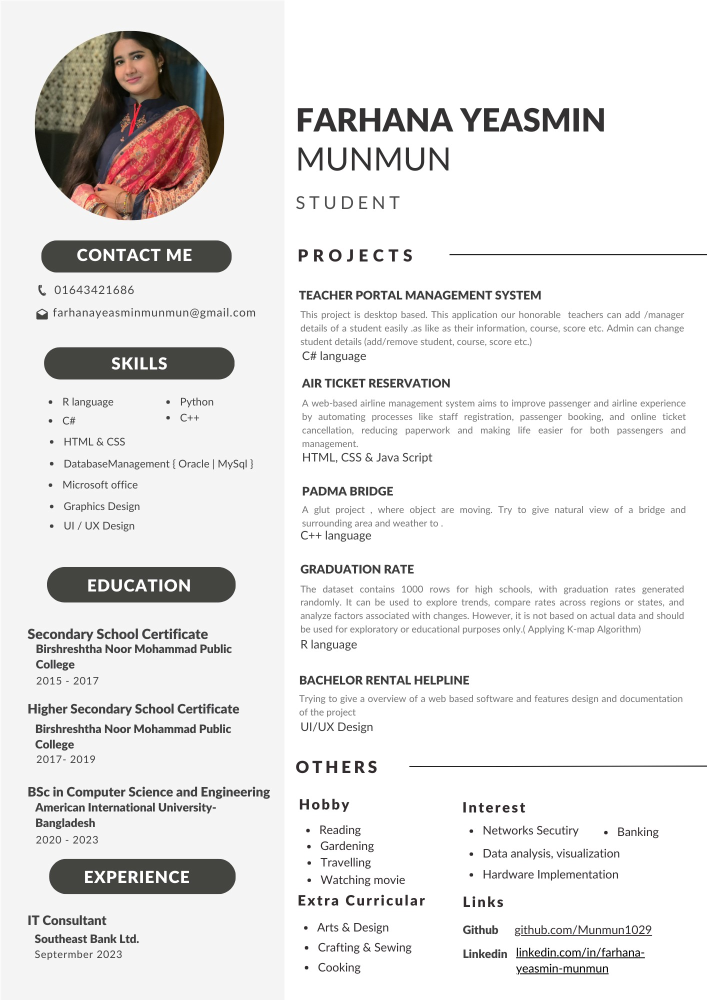 FARHANA YEASMIN
MUNMUN
STUDENT
CONTACT ME
01643421686
farhanayeasminmunmun@gmail.com
SKILLS
R language
Python
C#
C++
HTML & CSS
DatabaseManagement { Oracle | MySql }
Microsoft office
Graphics Design
UI / UX Design
EDUCATION
Secondary School Certificate
Birshreshtha Noor Mohammad Public
College
2015 - 2017
Higher Secondary School Certificate
Birshreshtha Noor Mohammad Public
College
2017- 2019
BSc in Computer Science and Engineering
American International University-
Bangladesh
2020 - 2023
EXPERIENCE
IT Consultant
Southeast Bank Ltd.
Septermber 2023
PROJECTS
TEACHER PORTAL MANAGEMENT SYSTEM
This project is desktop based. This application our honorable teachers can add /manager
details of a student easily .as like as their information, course, score etc. Admin can change
student details (add/remove student, course, score etc.)
C# language
AIR TICKET RESERVATION
A web-based airline management system aims to improve passenger and airline experience
by automating processes like staff registration, passenger booking, and online ticket
cancellation, reducing paperwork and making life easier for both passengers and
management.
HTML, CSS & Java Script
PADMA BRIDGE
A glut project , where object are moving. Try to give natural view of a bridge and
surrounding area and weather to .
C++ language
GRADUATION RATE
The dataset contains 1000 rows for high schools, with graduation rates generated
randomly. It can be used to explore trends, compare rates across regions or states, and
analyze factors associated with changes. However, it is not based on actual data and should
be used for exploratory or educational purposes only.( Applying K-map Algorithm)
R language
BACHELOR RENTAL HELPLINE
Trying to give a overview of a web based software and features design and documentation
of the project
UI/UX Design
OTHERS
Hobby
Reading
Gardening
Travelling
Watching movie
Interest
Networks Secutiry
Banking
Data analysis, visualization
Hardware Implementation
Extra Curricular
Arts & Design
Crafting & Sewing
Cooking
Links
Github github.com/Munmun1029
Linkedin linkedin.com/in/farhana-
yeasmin-munmun